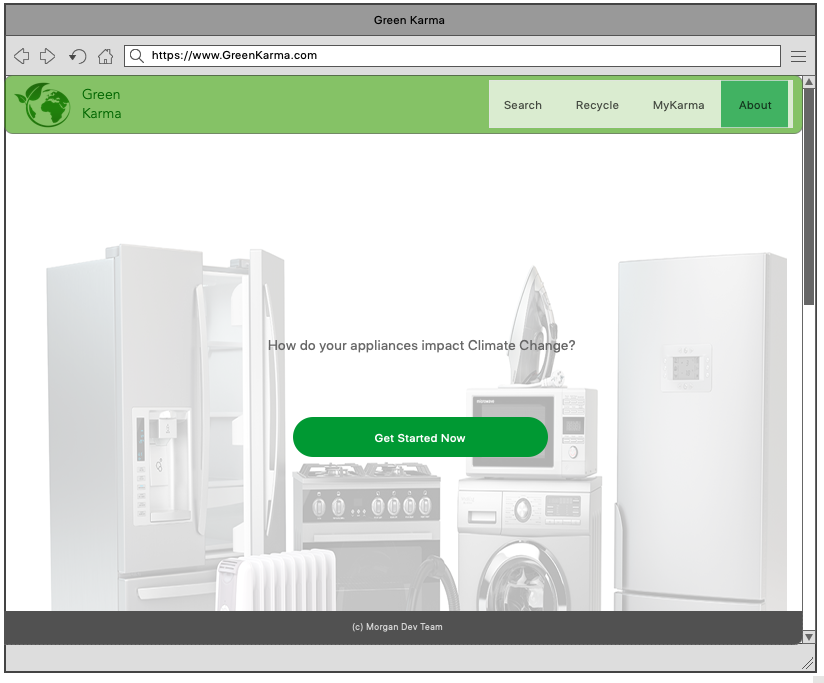 Green Karma
https://www.GreenKarma.com
Green
Karma
Search
Recycle
MyKarma
About
How do your appliances impact Climate Change?
Get Started Now
(c) Morgan Dev Team